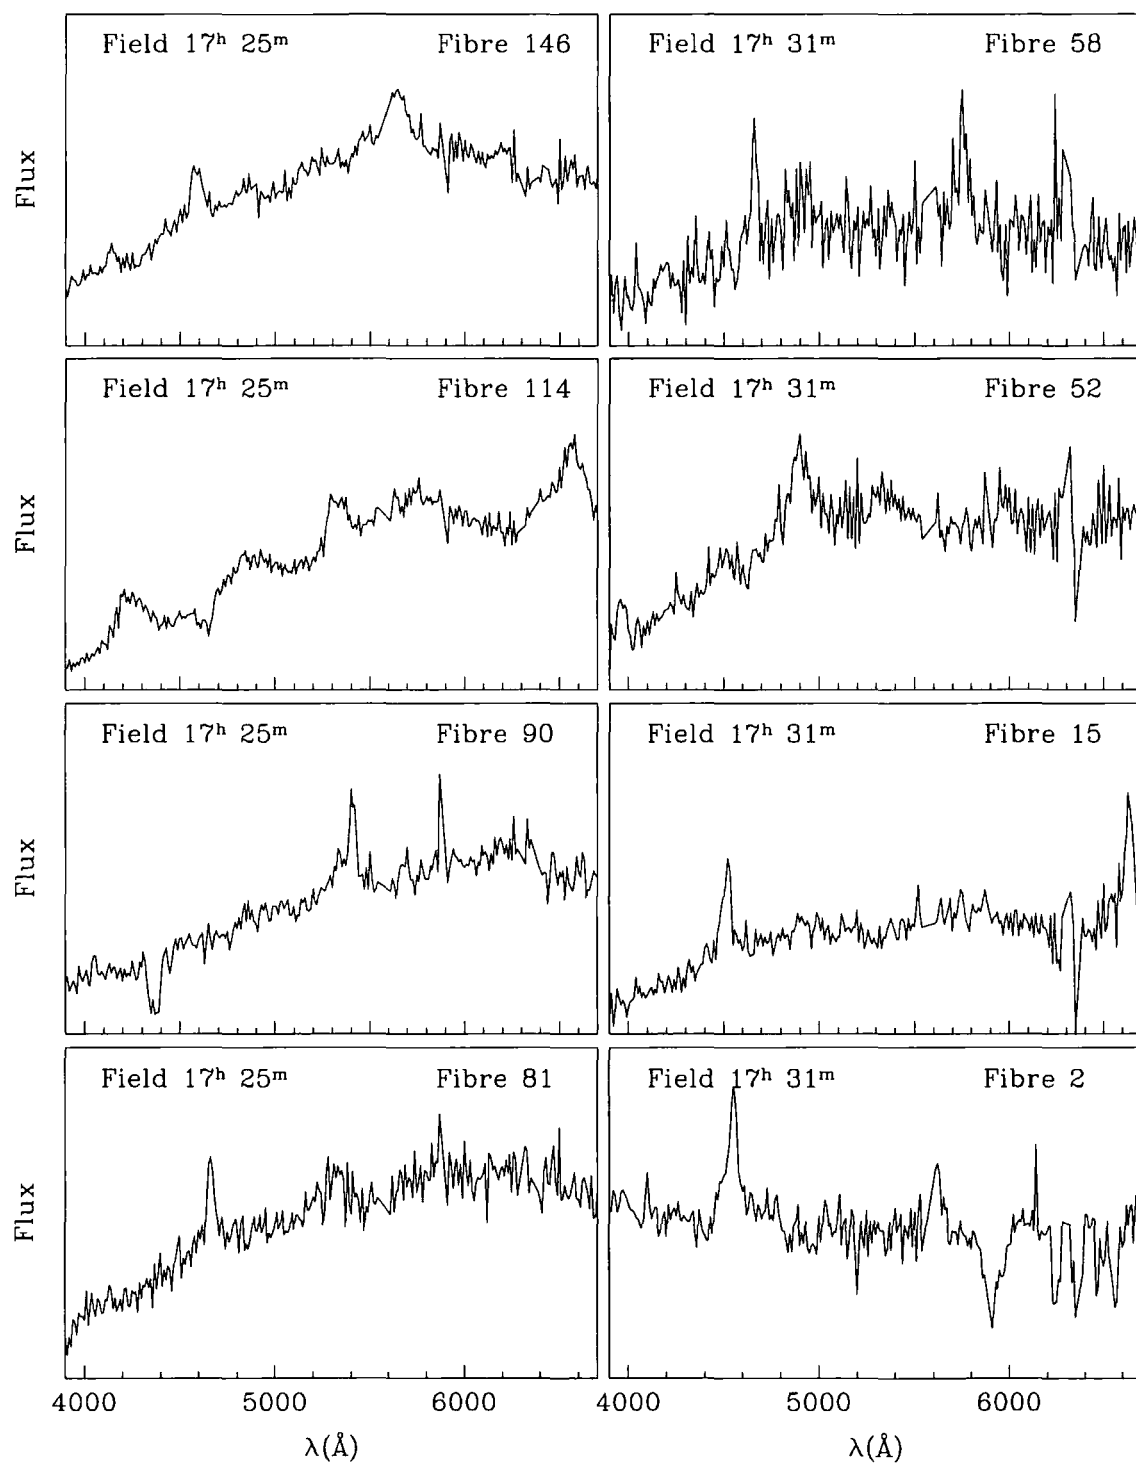 Field 17h 25m Fibre 146
Field 17h 31m Fibre 58
Flux
Field 17h 25m Fibre 114
Field 17h 31m Fibre 52
Flux
Field 17h 25m Fibre 90
Field 17h 31m Fibre 15
Flux
Field 17h 25m Fibre 81
Field 17h 31m Fibre 2
Flux
4000 5000 6000
4000 5000 6000
λ(Å)
λ(Å)